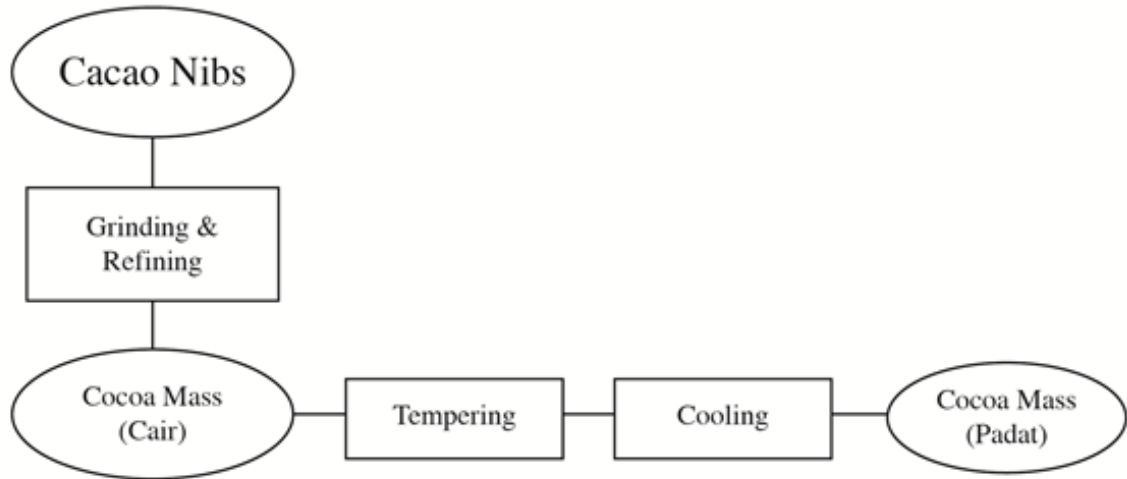 Cacao Nibs
Grinding &
Refining
Cocoa Mass
(Cair)
Tempering
Cooling
Cocoa Mass
(Padat)